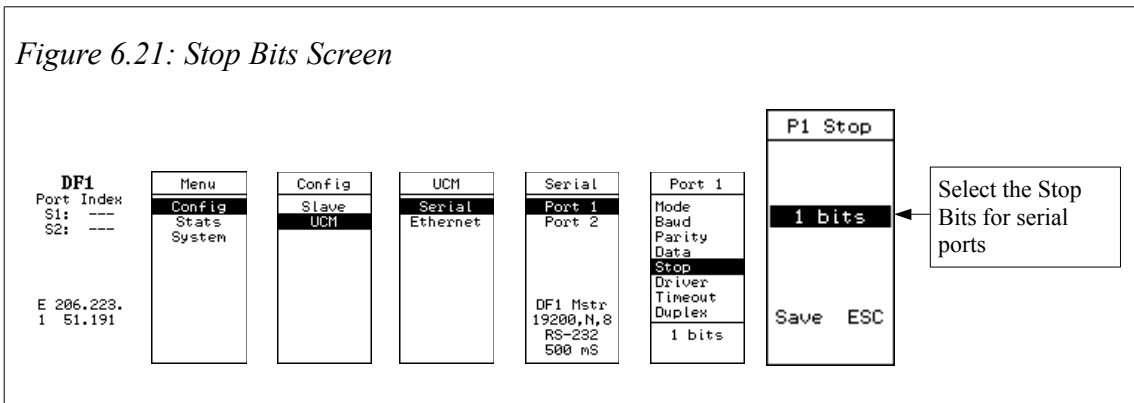 Figure 6.21: Stop Bits Screen
DF1
Port Index
S1: ---
S2: ---
E 206.223.
1 51.191
Menu
Config
Stats
System
Config
Slave
UCM
UCM
Serial
Ethernet
Serial
Port 1
Port 2
DF1 Mstr
19200,N,8
RS-232
500 mS
Port 1
Mode
Baud
Parity
Data
Stop
Driver
Timeout
Duplex
1 bits
P1 Stop
1 bits
Save ESC
Select the Stop
Bits for serial
ports